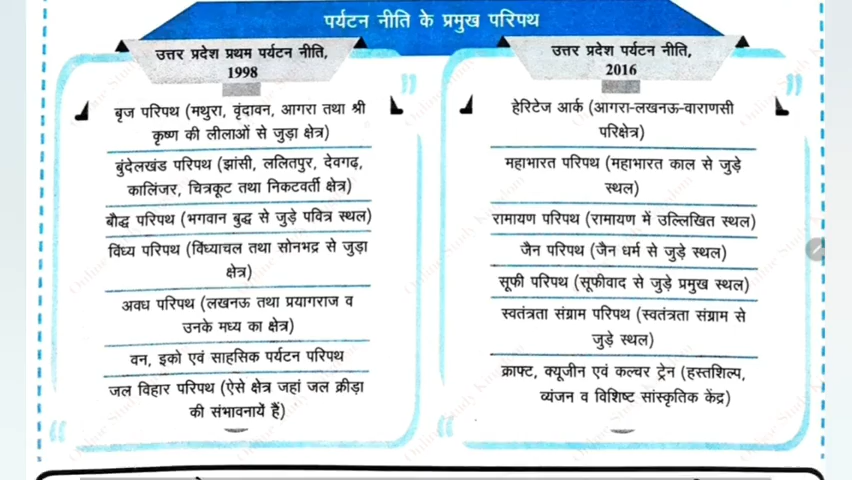 पर्यटन नीति के प्रमुख परिपथ
उत्तर प्रदेश प्रथम पर्यटन नीति,
1998
बृज परिपथ (मथुरा, वृंदावन, आगरा तथा श्री
कृष्ण की लीलाओं से जुड़ा क्षेत्र)
बुंदेलखंड परिपथ (झांसी, ललितपुर, देवगढ़,
कालिंजर, चित्रकूट तथा निकटवर्ती क्षेत्र)
बौद्ध परिपथ (भगवान बुद्ध से जुड़े पवित्र स्थल)
विंध्य परिपथ (विंध्याचल तथा सोनभद्र से जुड़ा
क्षेत्र)
अवध परिपथ (लखनऊ तथा प्रयागराज व
उनके मध्य का क्षेत्र)
वन, इको एवं साहसिक पर्यटन परिपथ
जल विहार परिपथ (ऐसे क्षेत्र जहां जल क्रीड़ा
की संभावनायें हैं)
उत्तर प्रदेश पर्यटन नीति,
2016
हेरिटेज आर्क (आगरा-लखनऊ-वाराणसी
परिक्षेत्र)
महाभारत परिपथ (महाभारत काल से जुड़े
स्थल)
रामायण परिपथ (रामायण में उल्लिखित स्थल)
जैन परिपथ (जैन धर्म से जुड़े स्थल)
सूफी परिपथ (सूफीवाद से जुड़े प्रमुख स्थल)
स्वतंत्रता संग्राम परिपथ (स्वतंत्रता संग्राम से
जुड़े स्थल)
क्राफ्ट, क्यूजीन एवं कल्चर ट्रेन (हस्तशिल्प,
व्यंजन व विशिष्ट सांस्कृतिक केंद्र)